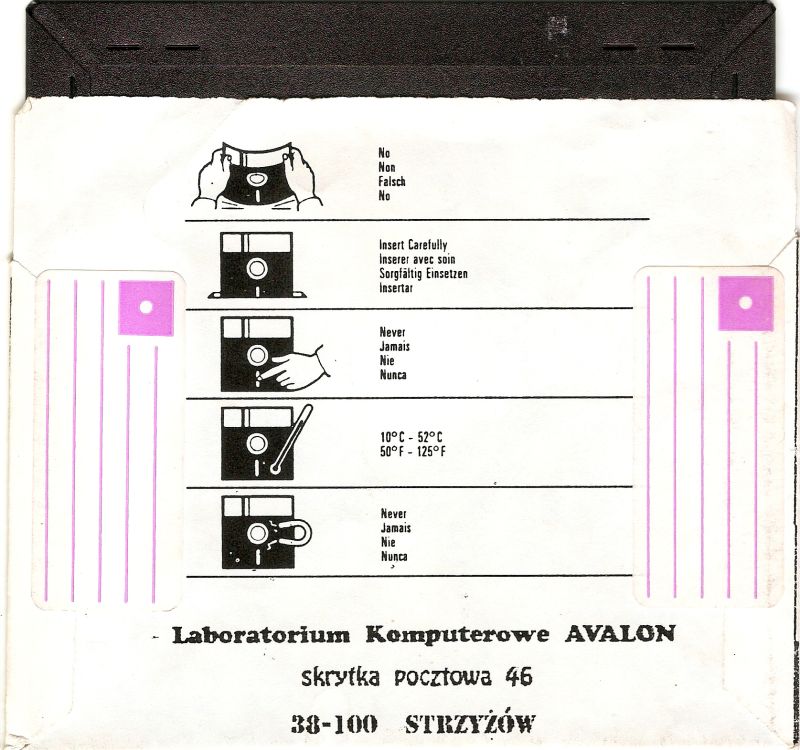 No
Non
Falsch
No
Insert Carefully
Inserer avec soin
Sorgfältig Einsetzen
Insertar
Never
Jamais
Nie
Nunca
10°C - 52°C
50°F - 125°F
Never
Jamais
Nie
Nunca
Laboratorium Komputerowe AVALON
skrytka pocztowa 46
38-100 STRZYŻÓW